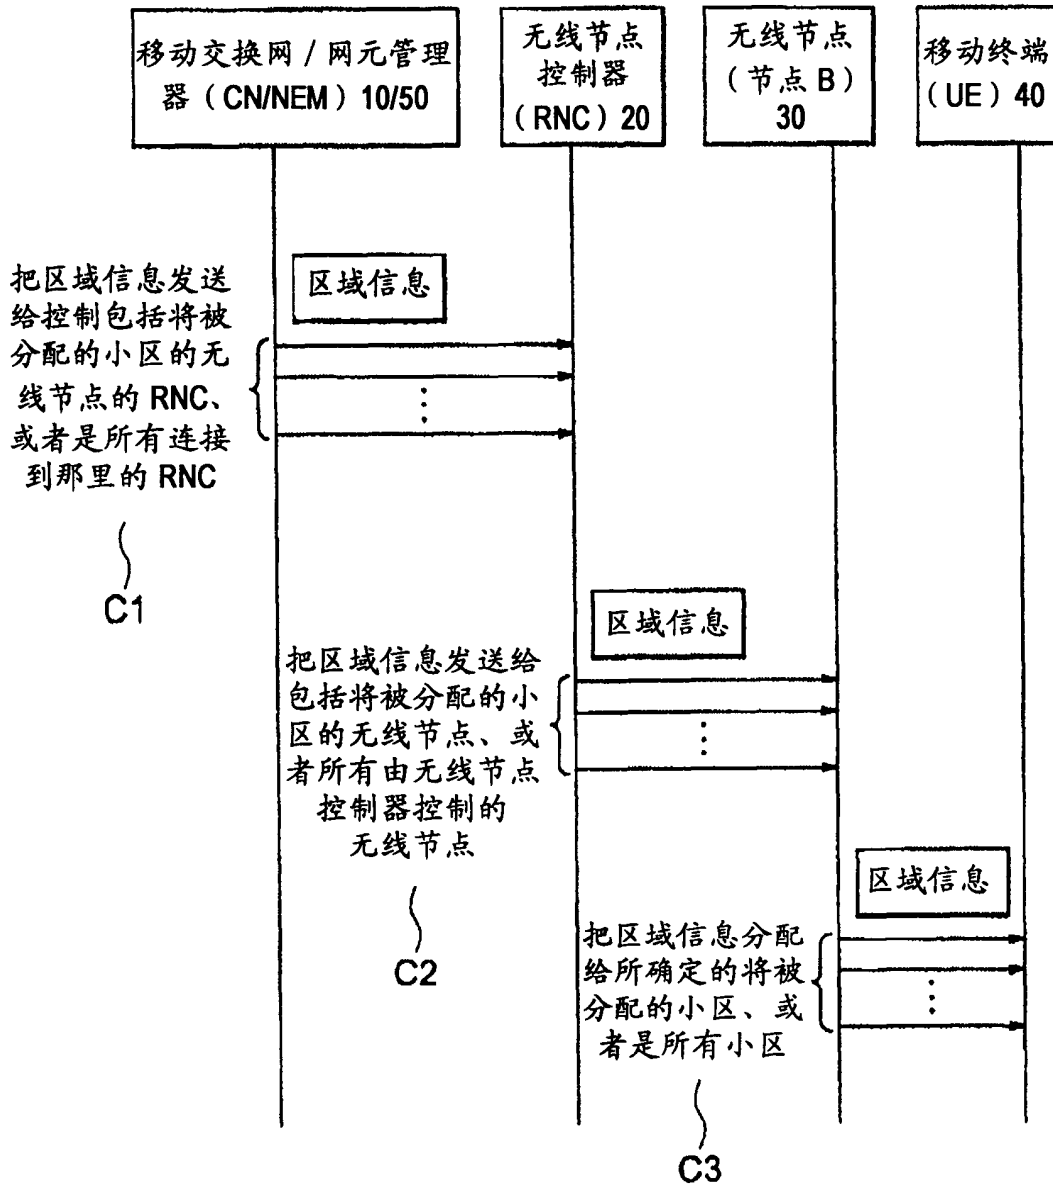 移动交换网 / 网元管理
器（CN/NEM）10/50
无线节点
控制器
（RNC）20
无线节点
（节点 B）
30
移动终端
（UE）40
区域信息
把区域信息发送
给控制包括将被
分配的小区的无
线节点的 RNC、
或者是所有连接
到那里的 RNC
C1
区域信息
把区域信息发送给
包括将被分配的小
区的无线节点、或
者所有由无线节点
控制器控制的
无线节点
C2
区域信息
把区域信息分配
给所确定的将被
分配的小区、或
者是所有小区
C3